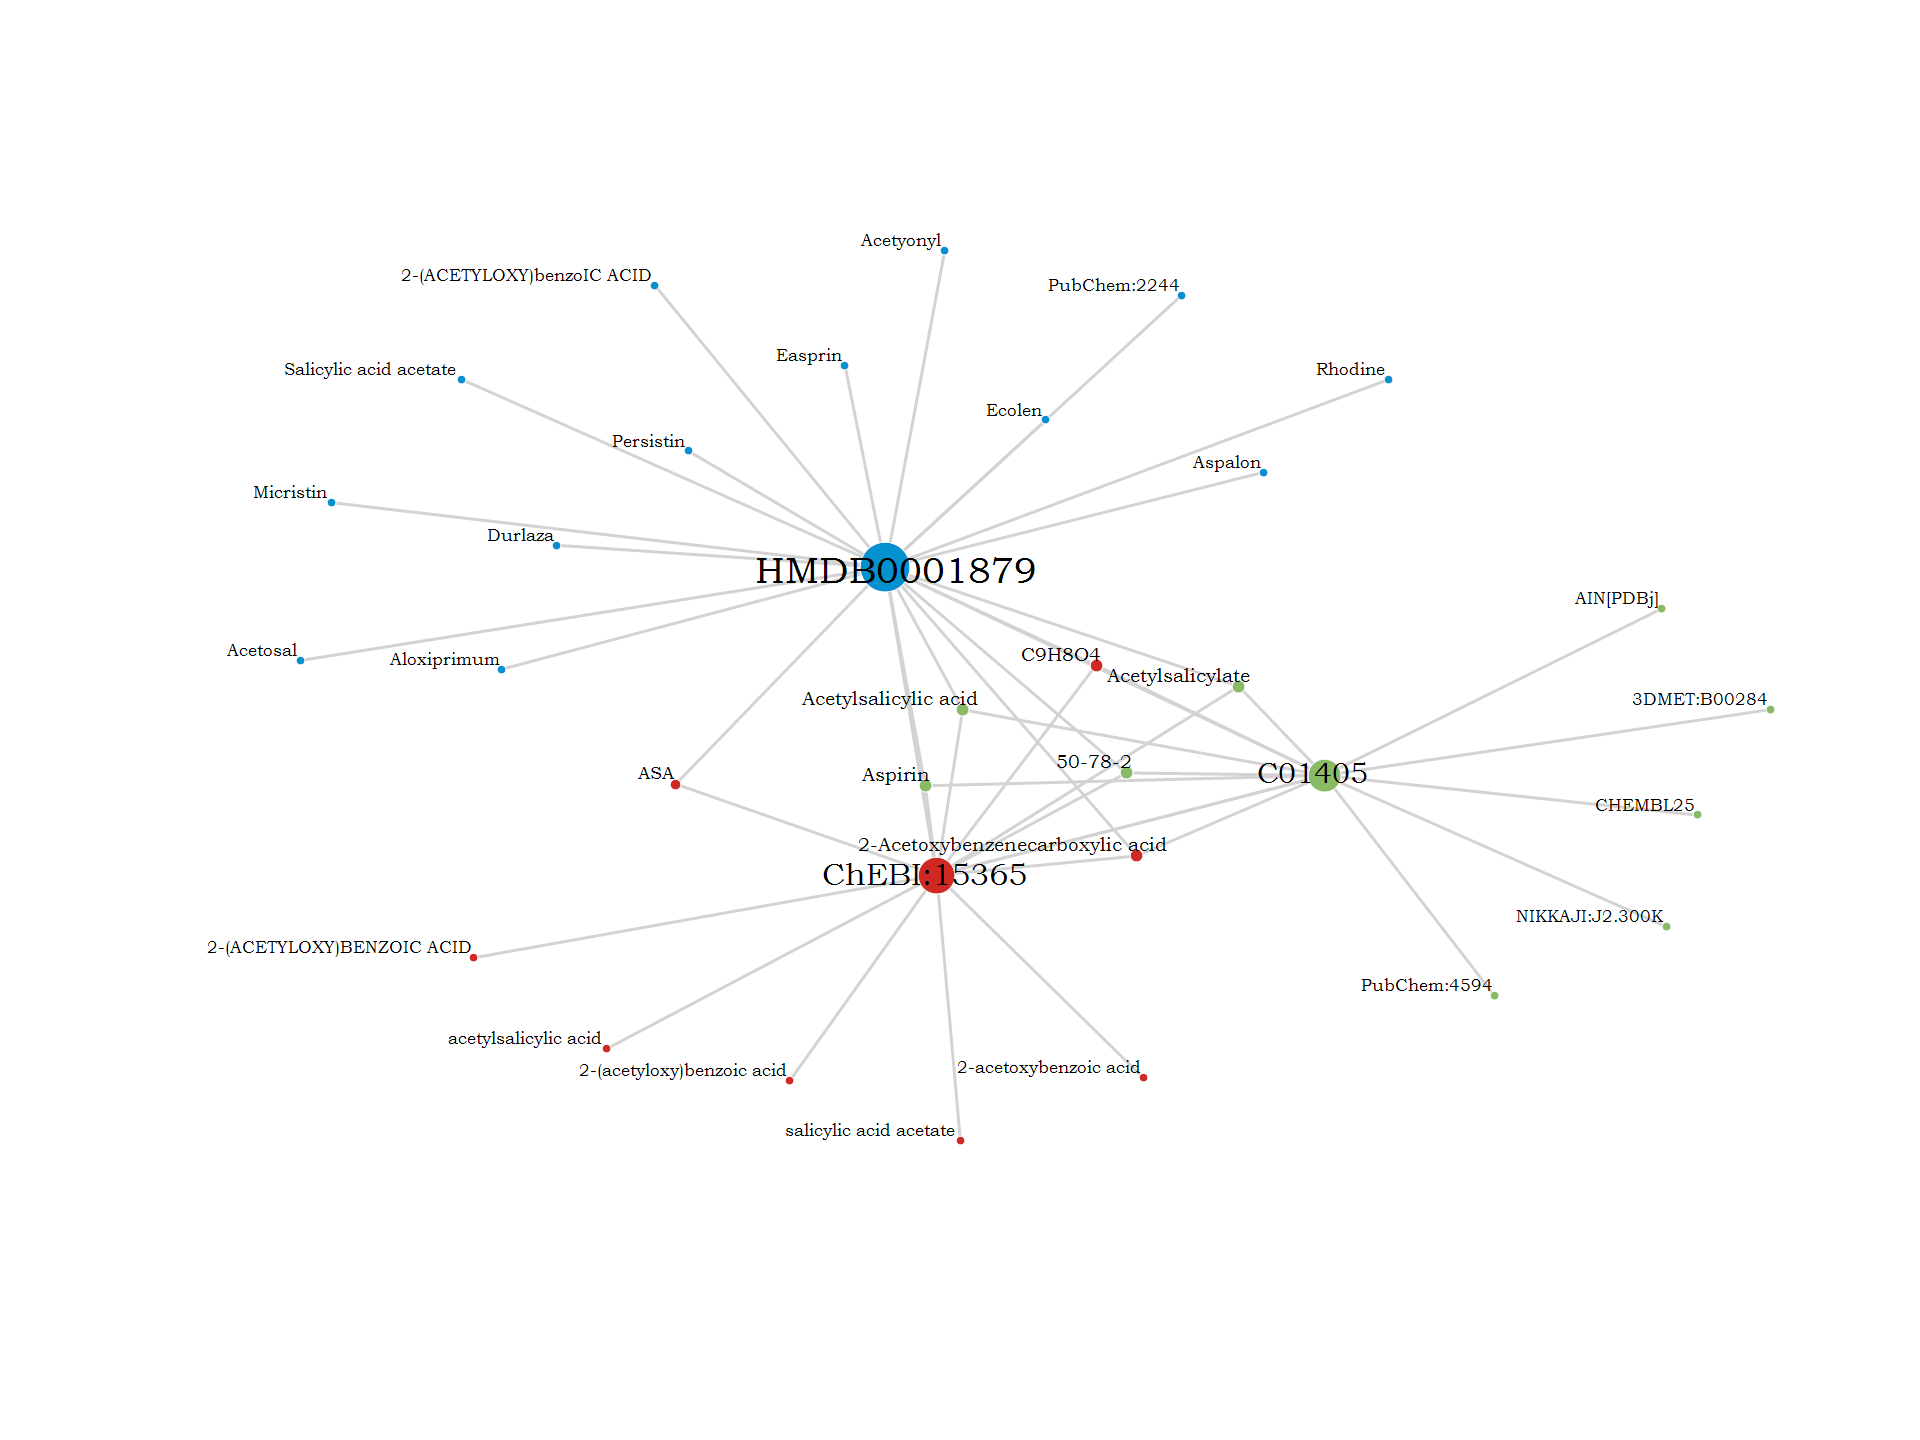 Acetyonyl
2-(ACETYLOXY)benzoIC ACID
PubChem:2244
Easprin
Salicylic acid acetate
Rhodine
Ecolen
Persistin
Aspalon
Micristin
Durlaza
HMDB0001879
AIN[PDBj]
Acetosal
Aloxiprimum
C9H8O4
Acetylsalicylate
Acetylsalicylic acid
3DMET:B00284
50-78-2
ASA
Aspirin
C01405
CHEMBL25
2-Acetoxybenzenecarboxylic acid
ChEBI:15365
NIKKAJI:J2.300K
2-(ACETYLOXY)BENZOIC ACID
PubChem:4594
acetylsalicylic acid
2-(acetyloxy)benzoic acid
2-acetoxybenzoic acid
salicylic acid acetate